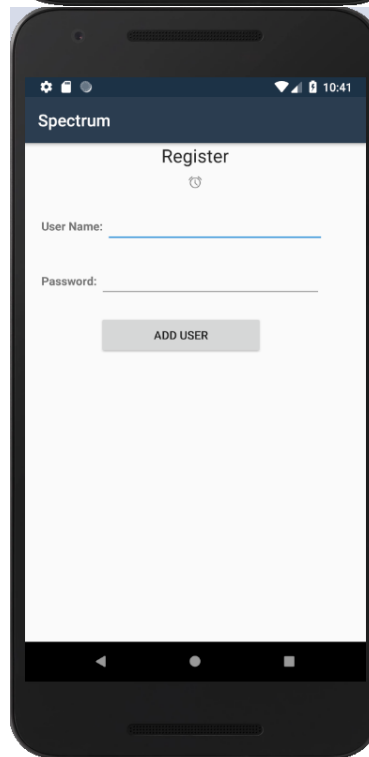 10:41
Spectrum
Register
User Name:
Password:
ADD USER